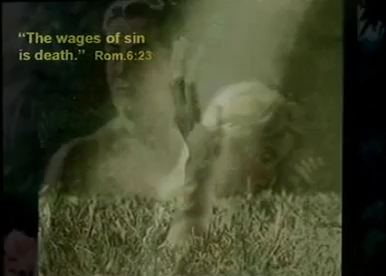 “The wages of sin
is death.” Rom.6:23